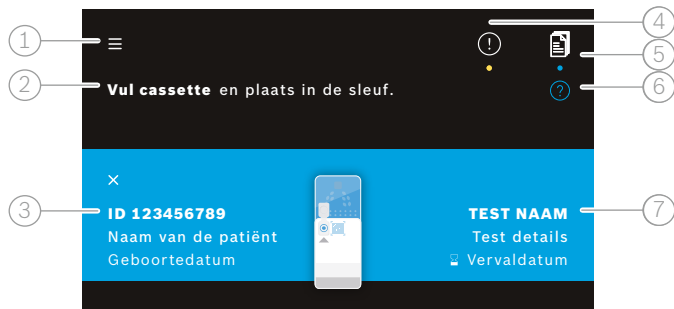 1
4
5
2
Vul cassette en plaats in de sleuf.
?
6
3
ID 123456789
Naam van de patiënt
Geboortedatum
TEST NAAM
7
Test details
Vervaldatum